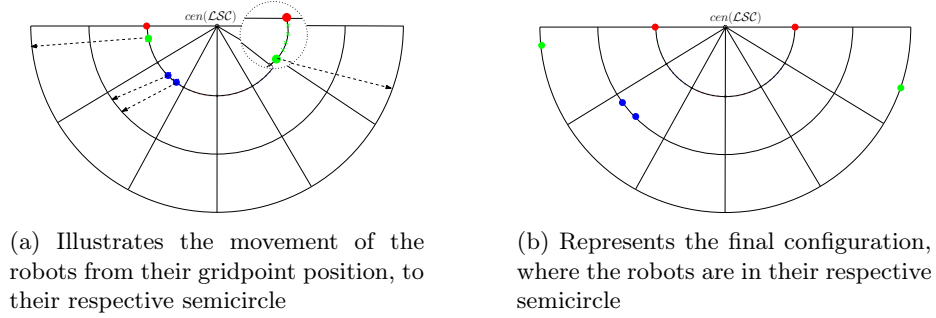 cen(LSC)
cen(LSC)
(a) Illustrates the movement of the
robots from their gridpoint position, to
their respective semicircle
(b) Represents the final configuration,
where the robots are in their respective
semicircle